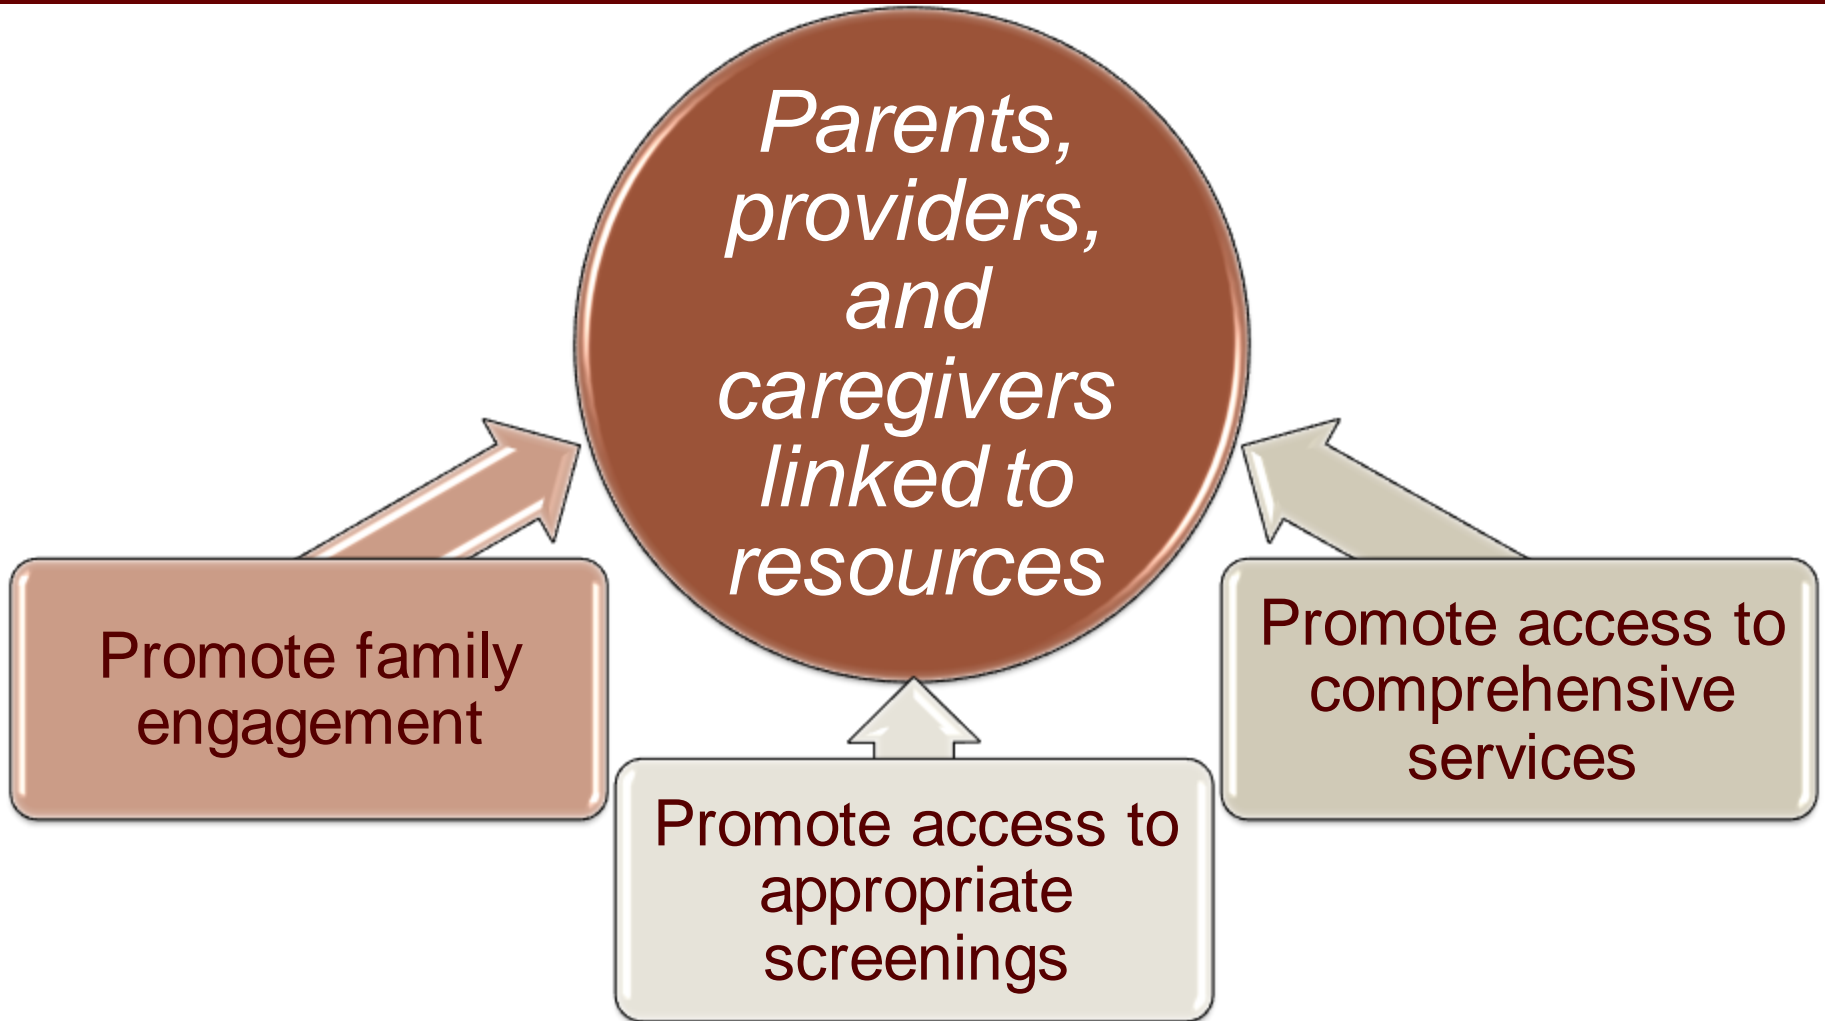 Parents,
providers,
and
caregivers
linked to
resources
Promote family
engagement
Promote access to
appropriate
screenings
Promote access to
comprehensive
services